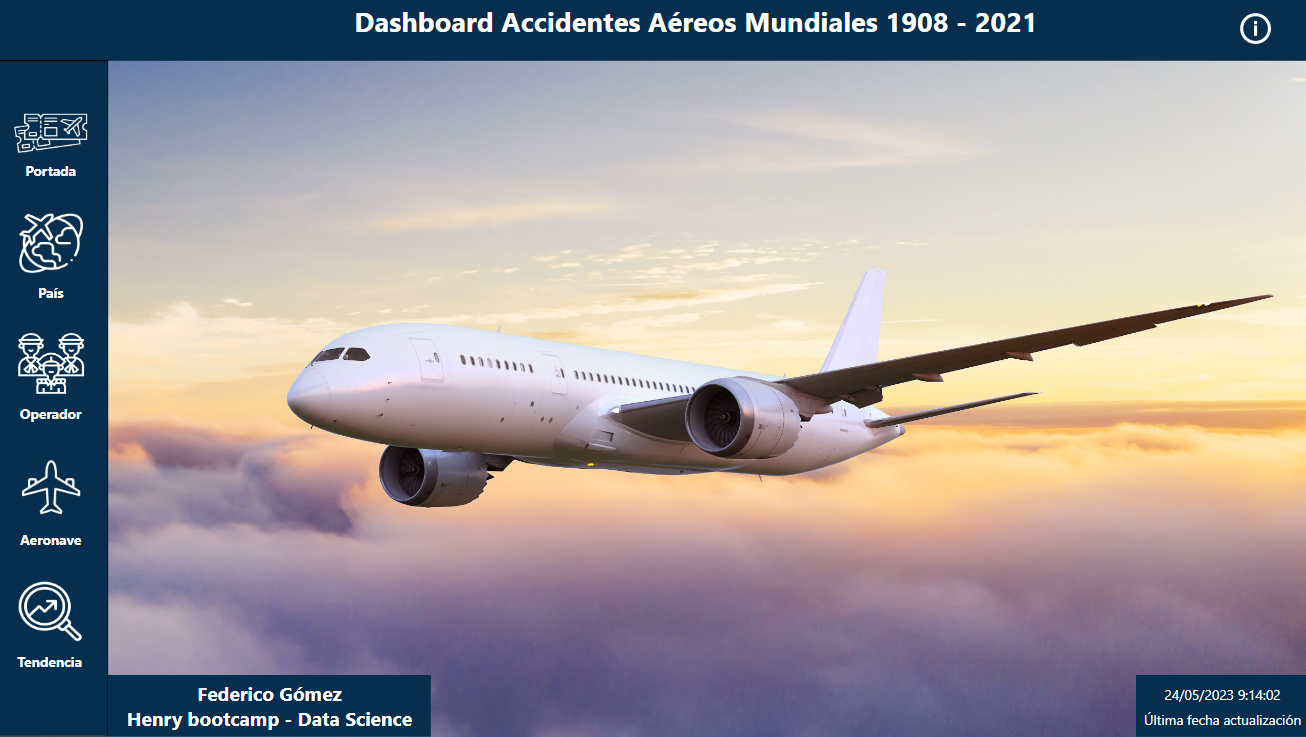 Dashboard Accidentes Aéreos Mundiales 1908 - 2021
Portada
País
Operador
Aeronave
Tendencia
Federico Gómez
Henry bootcamp - Data Science
24/05/2023 9:14:02
Última fecha actualización